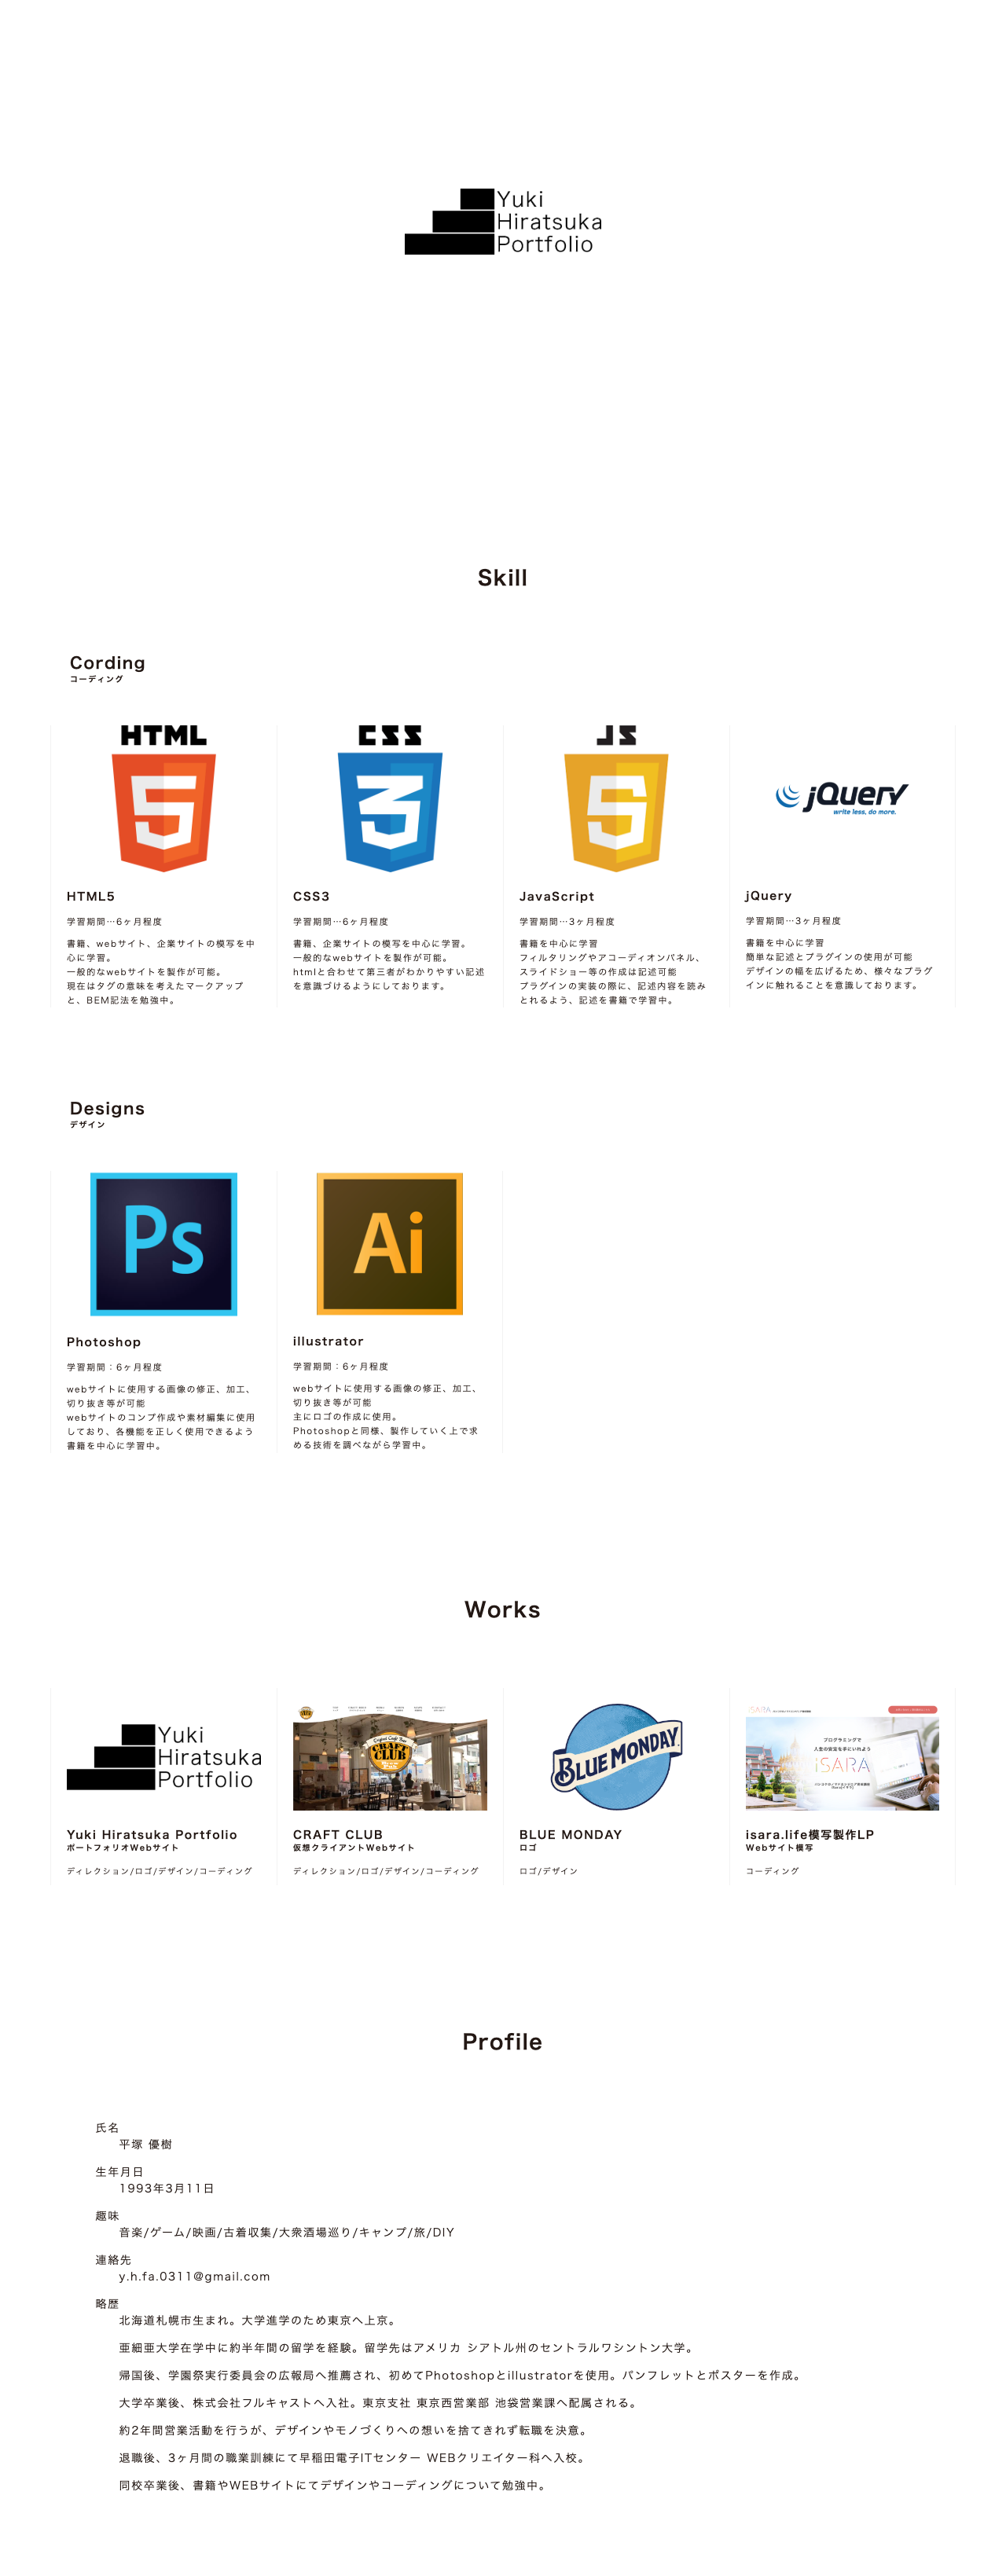 Yuki
Hiratsuka
Portfolio
Skill
Cording
コーディング
HTML
5
HTML5
学習期間…6ヶ月程度
書籍、webサイト、企業サイトの模写を中
心に学習。
一般的なwebサイトを製作が可能。
現在はタグの意味を考えたマークアップ
と、BEM記法を勉強中。
CSS
3
CSS3
学習期間…6ヶ月程度
書籍、企業サイトの模写を中心に学習。
一般的なwebサイトを製作が可能。
htmlと合わせて第三者がわかりやすい記述
を意識づけるようにしております。
JS
5
JavaScript
学習期間…3ヶ月程度
書籍を中心に学習
フィルタリングやアコーディオンパネル、
スライドショー等の作成は記述可能
プラグインの実装の際に、記述内容を読み
とれるよう、記述を書籍で学習中。
jQuery
write less, do more.
jQuery
学習期間…3ヶ月程度
書籍を中心に学習
簡単な記述とプラグインの使用が可能
デザインの幅を広げるため、様々なプラグ
インに触れることを意識しております。
Designs
デザイン
Ps
Photoshop
学習期間：6ヶ月程度
webサイトに使用する画像の修正、加工、
切り抜き等が可能
webサイトのコンプ作成や素材編集に使用
しており、各機能を正しく使用できるよう
書籍を中心に学習中。
Ai
illustrator
学習期間：6ヶ月程度
webサイトに使用する画像の修正、加工、
切り抜き等が可能
主にロゴの作成に使用。
Photoshopと同様、製作していく上で求
める技術を調べながら学習中。
Works
Yuki
Hiratsuka
Portfolio
Yuki Hiratsuka Portfolio
ポートフォリオWebサイト
ディレクション/ロゴ/デザイン/コーディング
CRAFT
CLUB
CRAFT CLUB
仮想クライアントWebサイト
ディレクション/ロゴ/デザイン/コーディング
BLUE MONDAY
BLUE MONDAY
ロゴ
ロゴ/デザイン
iSARA
プログラミングで
人生の安定を手にいれよう
iSARA
isara.life模写製作LP
Webサイト模写
コーディング
Profile
氏名
平塚 優樹
生年月日
1993年3月11日
趣味
音楽/ゲーム/映画/古着収集/大衆酒場巡り/キャンプ/旅/DIY
連絡先
y.h.fa.0311@gmail.com
略歴
北海道札幌市生まれ。大学進学のため東京へ上京。
亜細亜大学在学中に約半年間の留学を経験。留学先はアメリカ シアトル州のセントラルワシントン大学。
帰国後、学園祭実行委員会の広報局へ推薦され、初めてPhotoshopとillustratorを使用。パンフレットとポスターを作成。
大学卒業後、株式会社フルキャストへ入社。東京支社 東京西営業部 池袋営業課へ配属される。
約2年間営業活動を行うが、デザインやモノづくりへの想いを捨てきれず転職を決意。
退職後、3ヶ月間の職業訓練にて早稲田電子ITセンター WEBクリエイター科へ入校。
同校卒業後、書籍やWEBサイトにてデザインやコーディングについて勉強中。